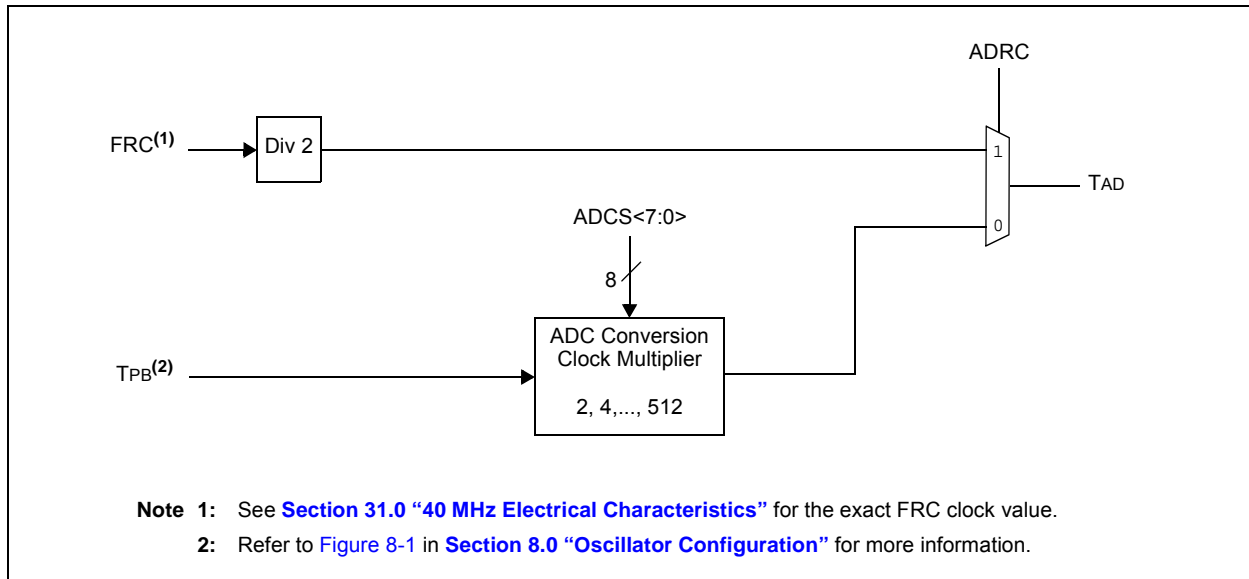 ADRC
FRC(1)
Div 2
1
TAD
ADCS<7:0>
0
8
ADC Conversion
Clock Multiplier
TPB(2)
2, 4,..., 512
Note 1: See Section 31.0 “40 MHz Electrical Characteristics” for the exact FRC clock value.
2: Refer to Figure 8-1 in Section 8.0 “Oscillator Configuration” for more information.